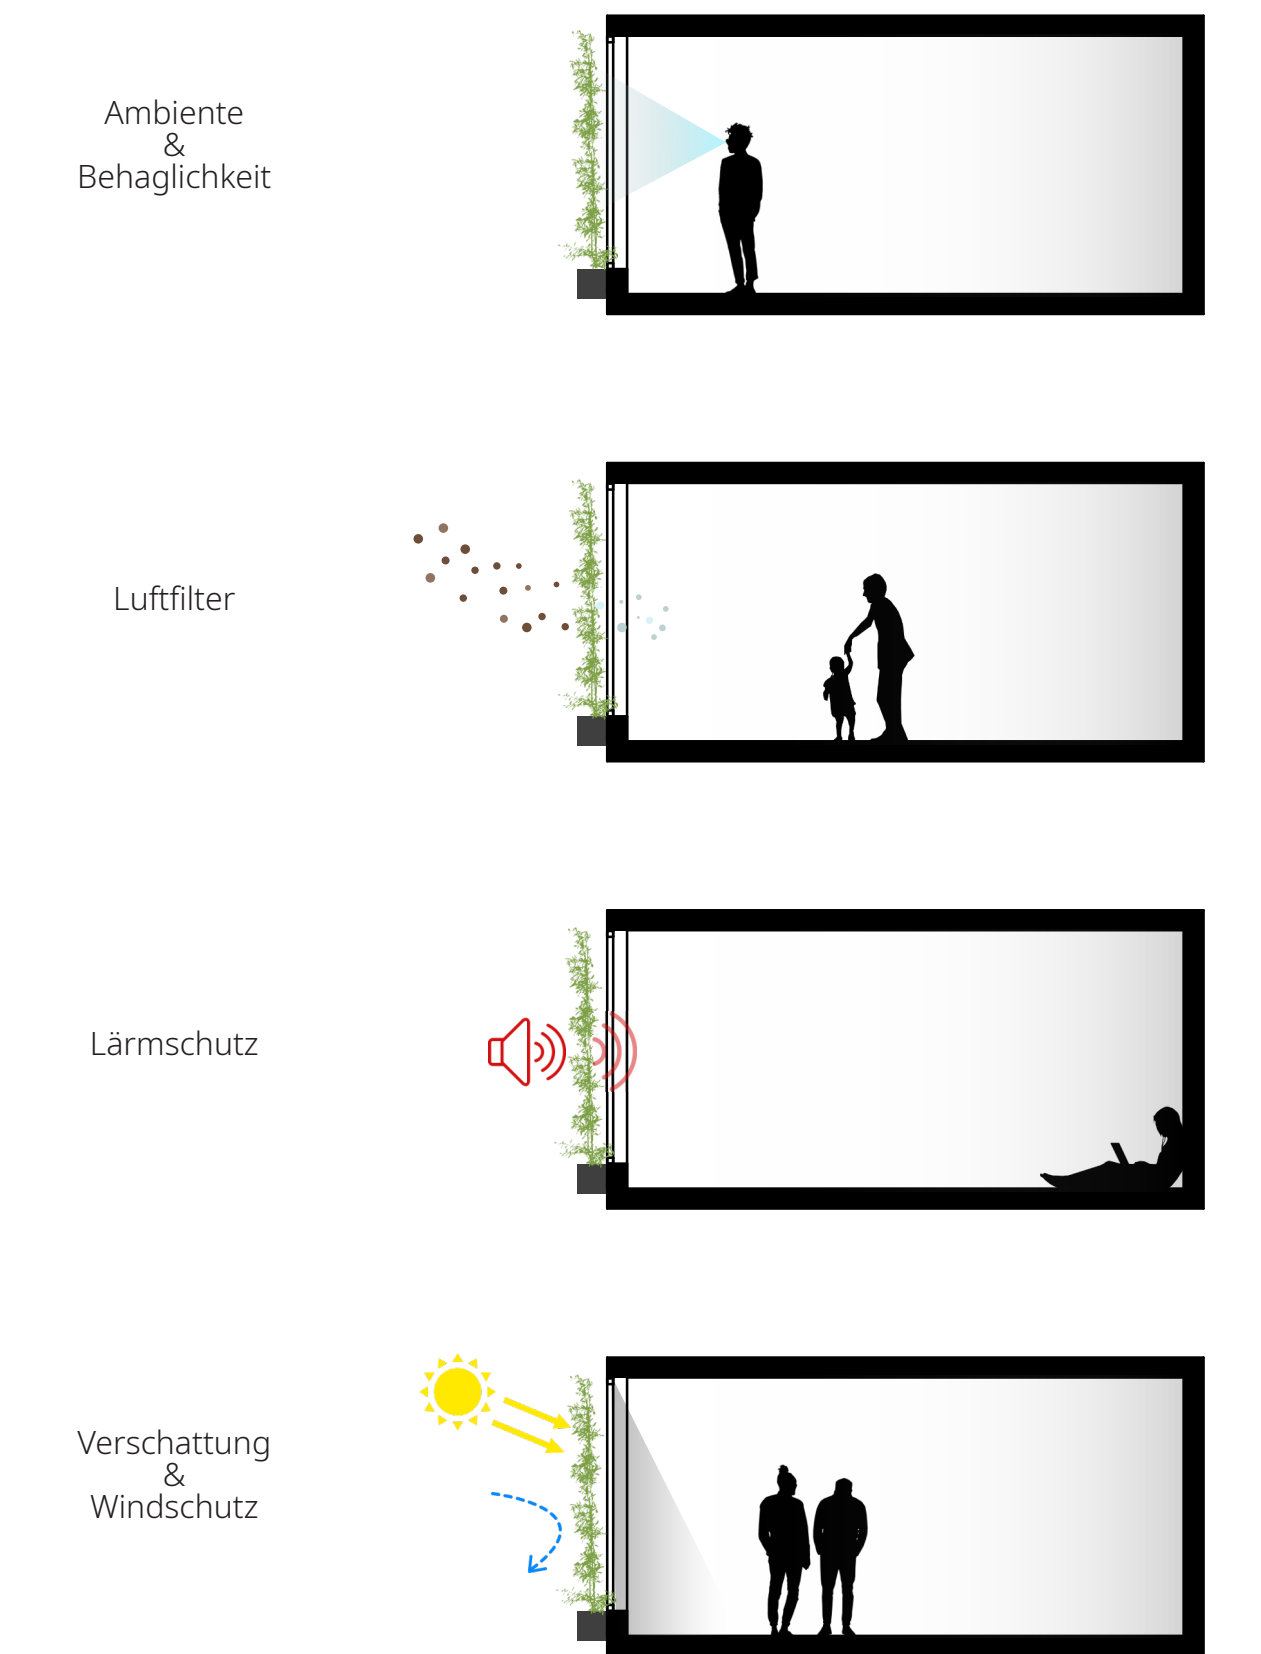 Ambiente
&
Behaglichkeit
Luftfilter
Lärmschutz
Verschattung
&
Windschutz